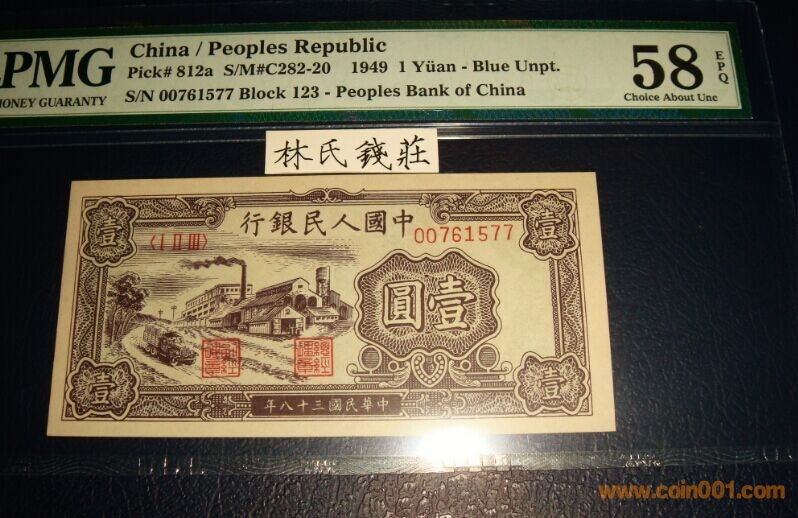 PMG
China / Peoples Republic
Pick# 812a S/M#C282-20 1949 1 Yüan - Blue Unpt.
MONEY GUARANTY
S/N 00761577 Block 123 - Peoples Bank of China
58
EPQ
Choice About Unc
林氏錢莊
壹
行銀民人國中
壹
〈I II III〉
00761577
圓壹
壹
年八十三國民華中
壹
www.coin001.com